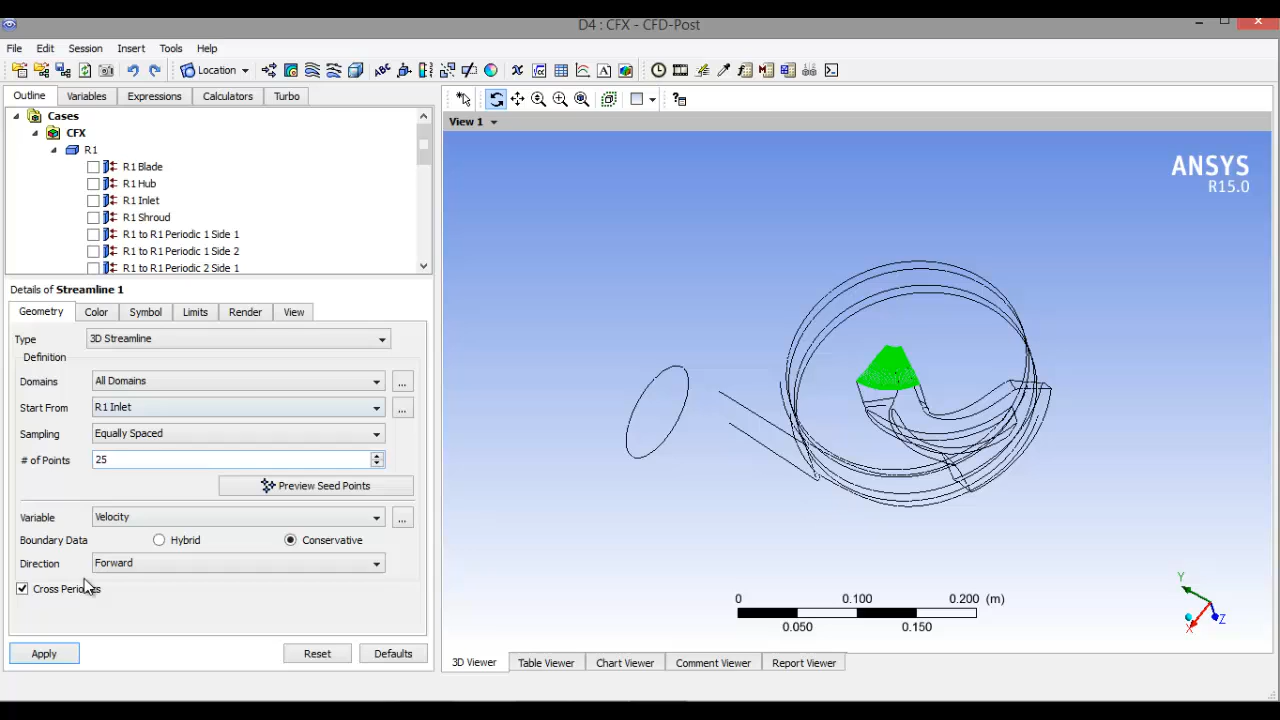 D4 : CFX - CFD-Post
File Edit Session Insert Tools Help
Location
Outline Variables Expressions Calculators Turbo
Cases
CFX
R1
R1 Blade
R1 Hub
R1 Inlet
R1 Shroud
R1 to R1 Periodic 1 Side 1
R1 to R1 Periodic 1 Side 2
R1 to R1 Periodic 2 Side 1
Details of Streamline 1
Geometry Color Symbol Limits Render View
Type 3D Streamline
Definition
Domains All Domains ...
Start From R1 Inlet ...
Sampling Equally Spaced
# of Points 25
Preview Seed Points
Variable Velocity ...
Boundary Data Hybrid Conservative
Direction Forward
Cross Periodics
Apply Reset Defaults
View 1
ANSYS
R15.0
0 0.100 0.200 (m)
0.050 0.150
Y
X
Z
3D Viewer Table Viewer Chart Viewer Comment Viewer Report Viewer